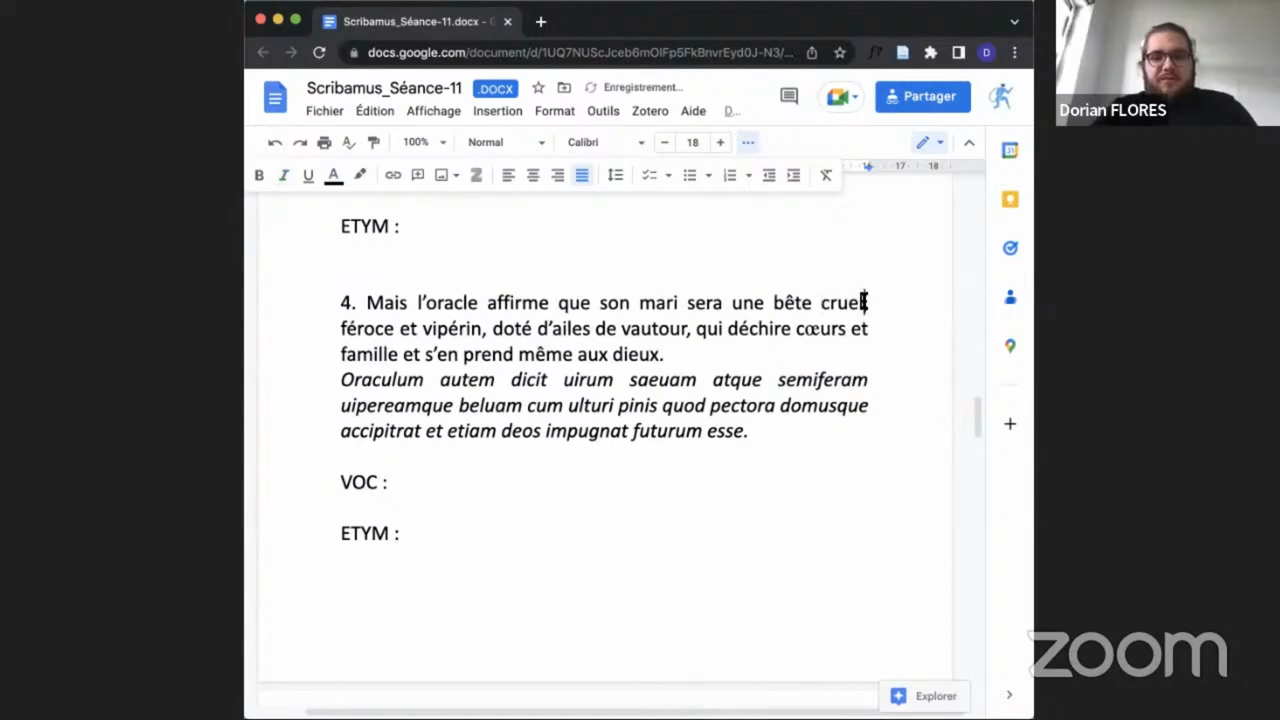 Scribamus_Séance-11.docx - G
docs.google.com/document/d/1UQ7NUScJceb6mOIFp5FkBnvrEyd0J-N3/...
Scribamus_Séance-11 .DOCX Enregistrement...
Fichier Édition Affichage Insertion Format Outils Zotero Aide D...
Partager
100% Normal Calibri 18
16 17 18
ETYM :
4. Mais l’oracle affirme que son mari sera une bête cruel
féroce et vipérin, doté d’ailes de vautour, qui déchire cœurs et
famille et s’en prend même aux dieux.
Oraculum autem dicit uirum saeuam atque semiferam
uipereamque beluam cum ulturi pinis quod pectora domusque
accipitrat et etiam deos impugnat futurum esse.
VOC :
ETYM :
Explorer
Dorian FLORES
zoom